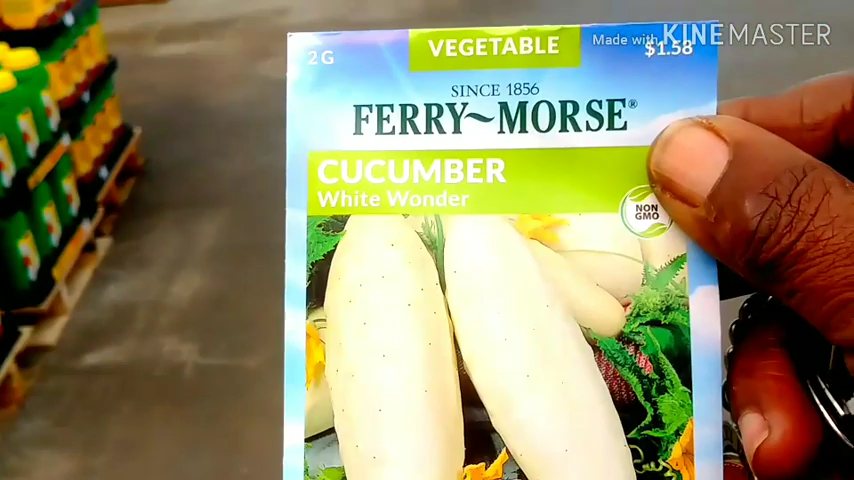 2 G
VEGETABLE
Made with KINEMASTER
$1.58
SINCE 1856
FERRY~MORSE®
CUCUMBER
White Wonder
NON
GMO